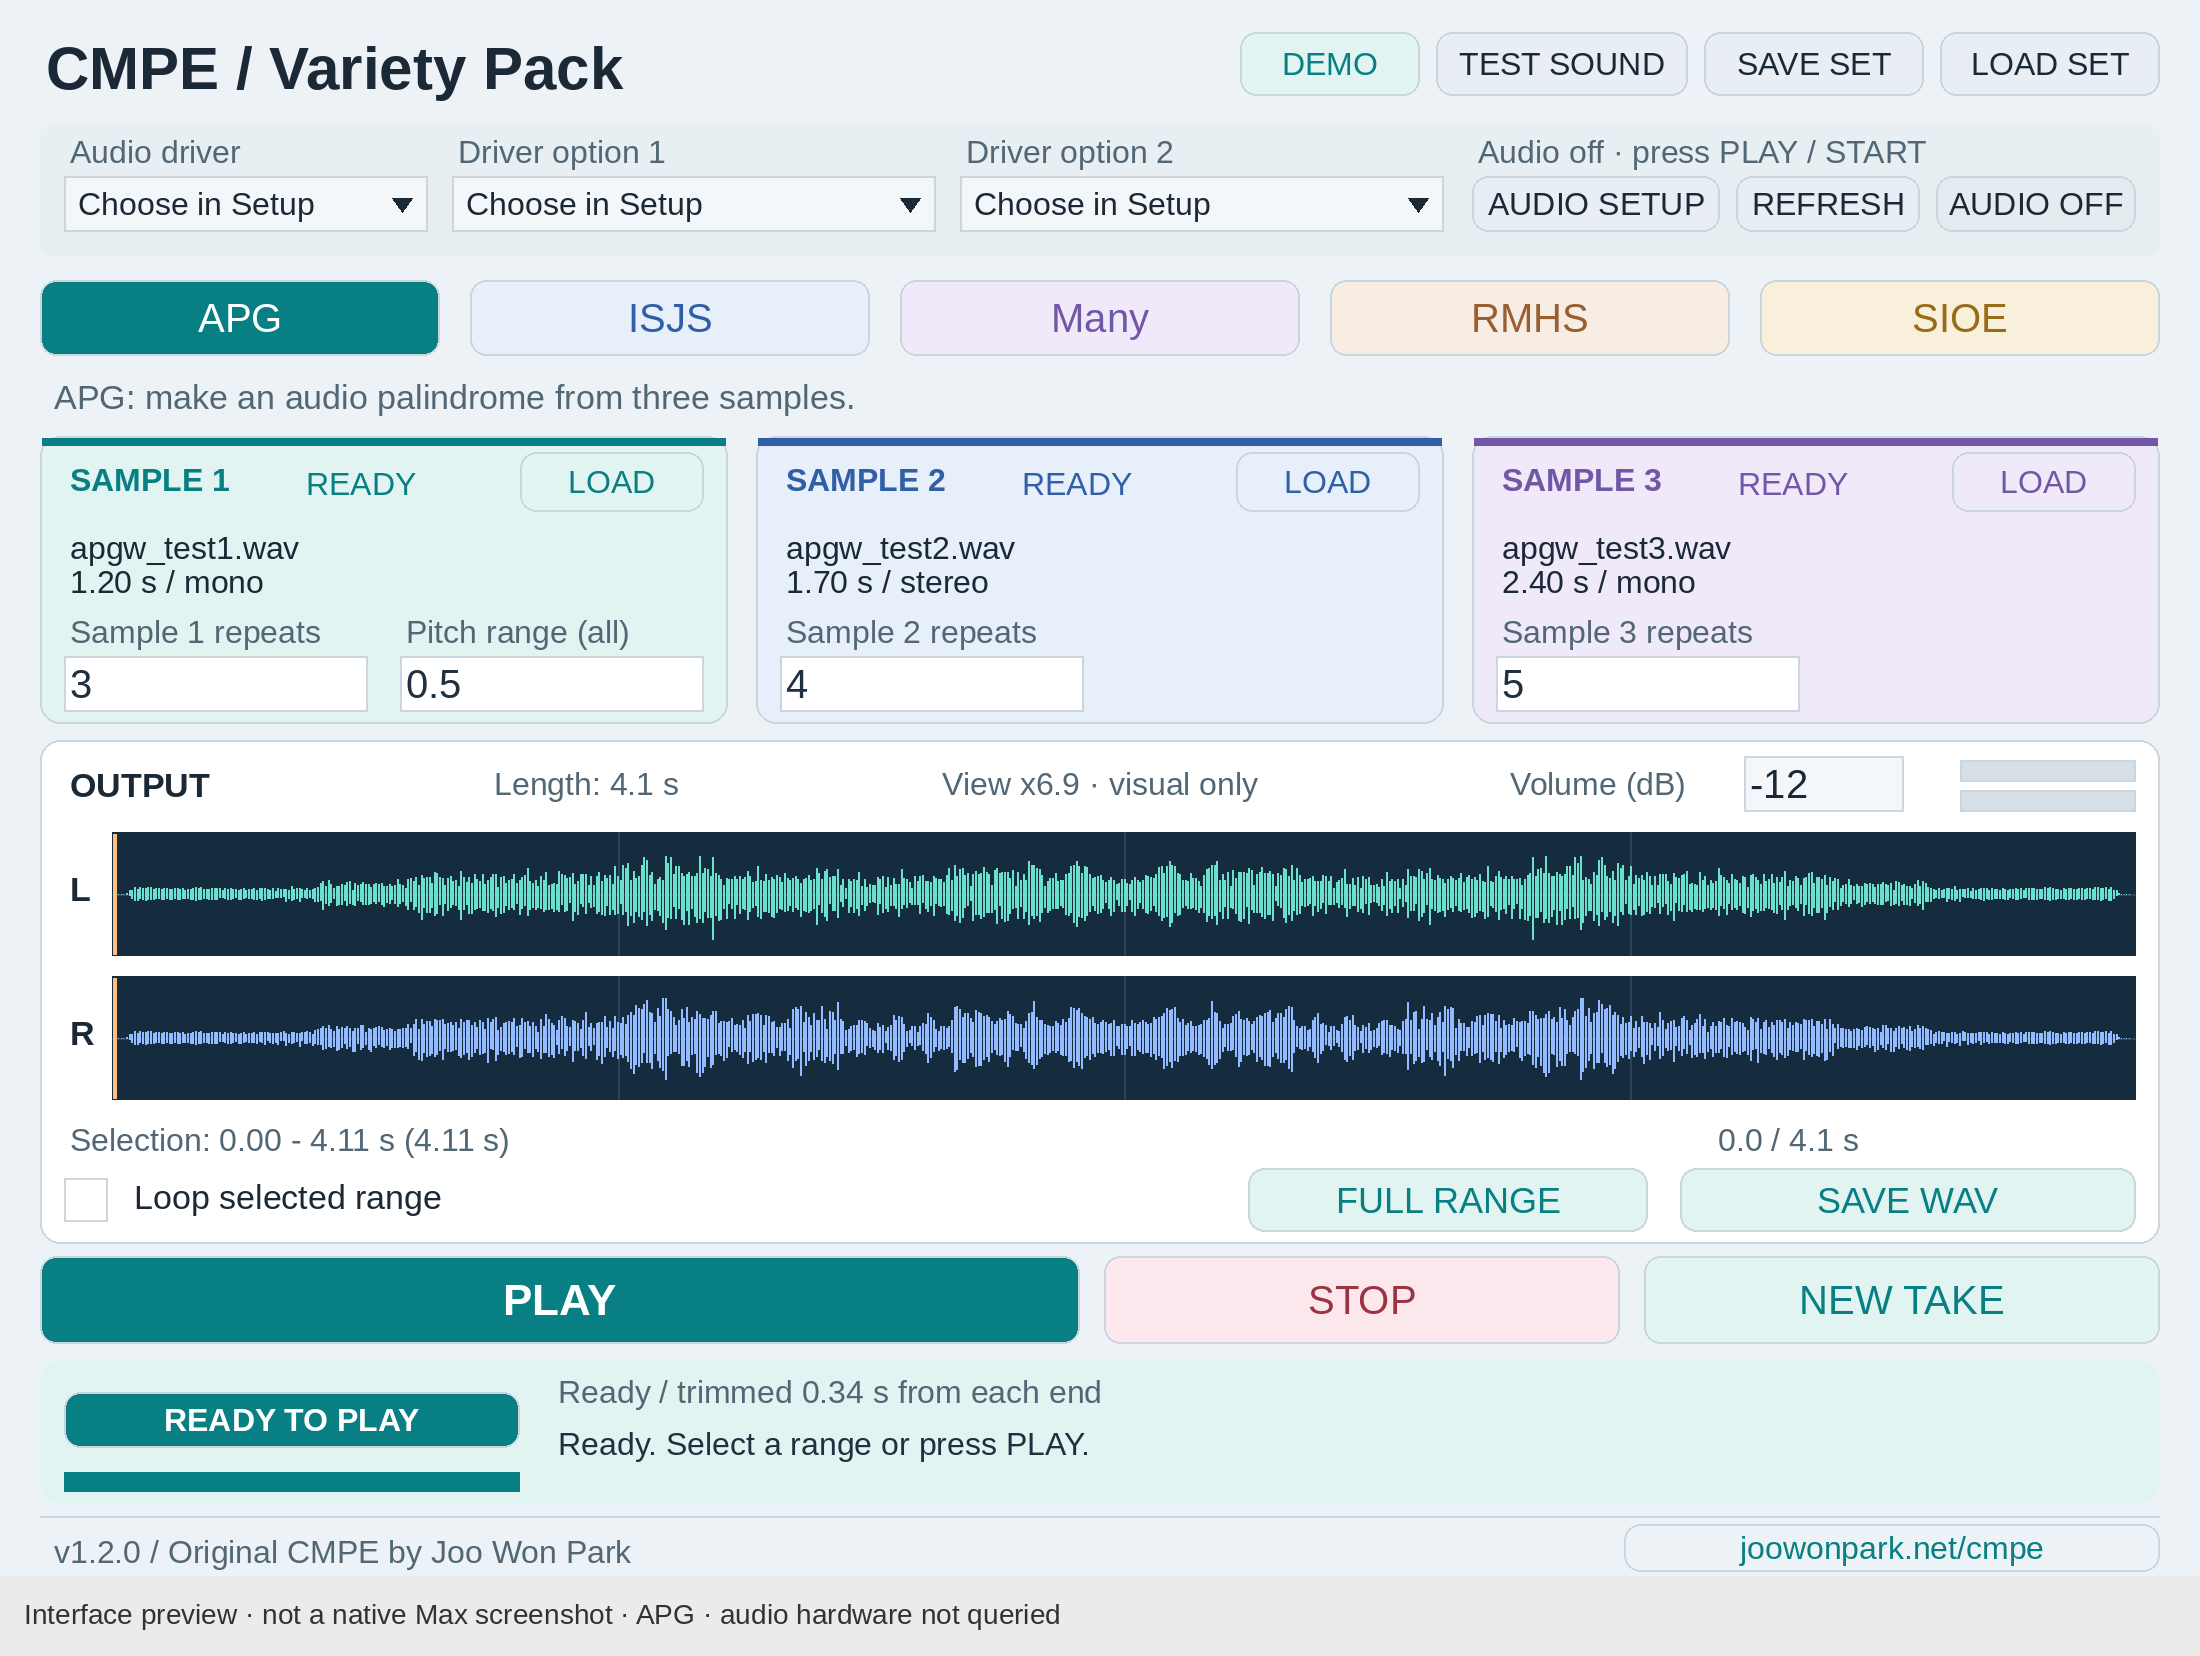 CMPE / Variety Pack
DEMO
TEST SOUND
SAVE SET
LOAD SET
Audio driver
Driver option 1
Driver option 2
Audio off · press PLAY / START
Choose in Setup
Choose in Setup
Choose in Setup
AUDIO SETUP
REFRESH
AUDIO OFF
APG
ISJS
Many
RMHS
SIOE
APG: make an audio palindrome from three samples.
SAMPLE 1
READY
LOAD
apgw_test1.wav
1.20 s / mono
Sample 1 repeats
Pitch range (all)
3
0.5
SAMPLE 2
READY
LOAD
apgw_test2.wav
1.70 s / stereo
Sample 2 repeats
4
SAMPLE 3
READY
LOAD
apgw_test3.wav
2.40 s / mono
Sample 3 repeats
5
OUTPUT
Length: 4.1 s
View x6.9 · visual only
Volume (dB)
-12
L
R
Selection: 0.00 - 4.11 s (4.11 s)
0.0 / 4.1 s
Loop selected range
FULL RANGE
SAVE WAV
PLAY
STOP
NEW TAKE
READY TO PLAY
Ready / trimmed 0.34 s from each end
Ready. Select a range or press PLAY.
v1.2.0 / Original CMPE by Joo Won Park
joowonpark.net/cmpe
Interface preview · not a native Max screenshot · APG · audio hardware not queried